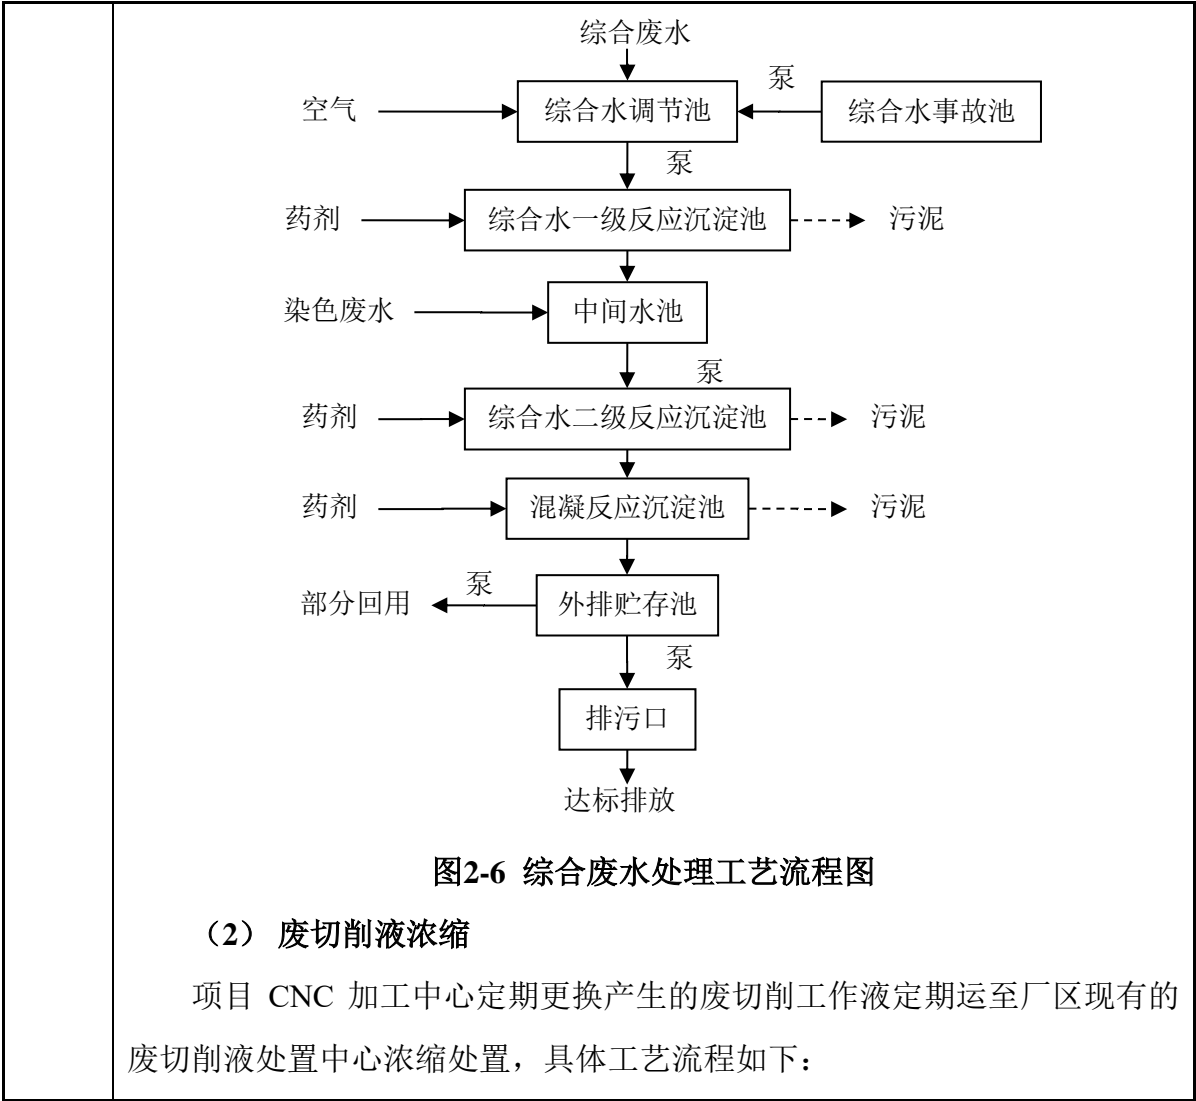 综合废水
泵
空气 综合水调节池 综合水事故池
泵
药剂 综合水一级反应沉淀池 污泥
染色废水 中间水池
泵
药剂 综合水二级反应沉淀池 污泥
药剂 混凝反应沉淀池 污泥
泵
部分回用 外排贮存池
泵
排污口
达标排放
图2-6 综合废水处理工艺流程图
（2） 废切削液浓缩
项目 CNC 加工中心定期更换产生的废切削工作液定期运至厂区现有的
废切削液处置中心浓缩处置，具体工艺流程如下：